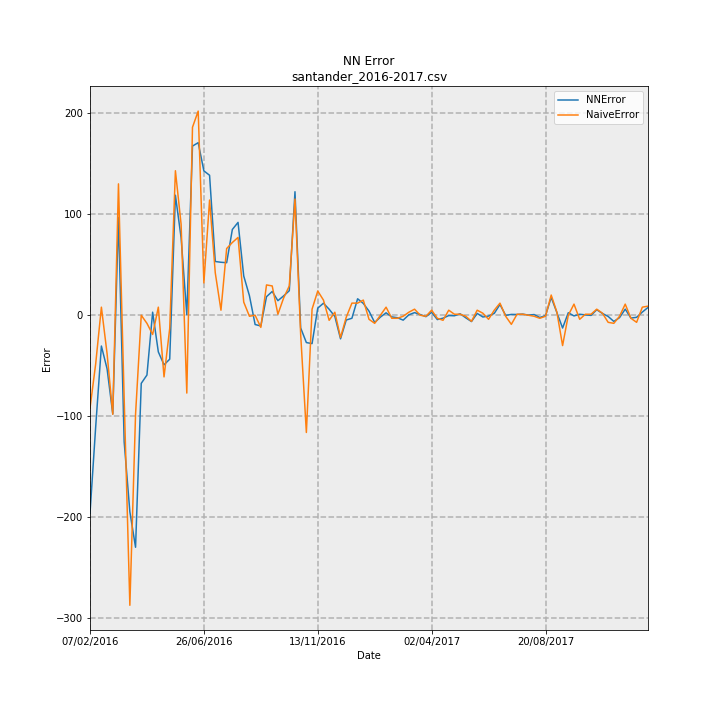 NN Error
santander_2016-2017.csv
NNError
NaiveError
200
100
0
−100
−200
−300
Error
07/02/2016 26/06/2016 13/11/2016 02/04/2017 20/08/2017
Date